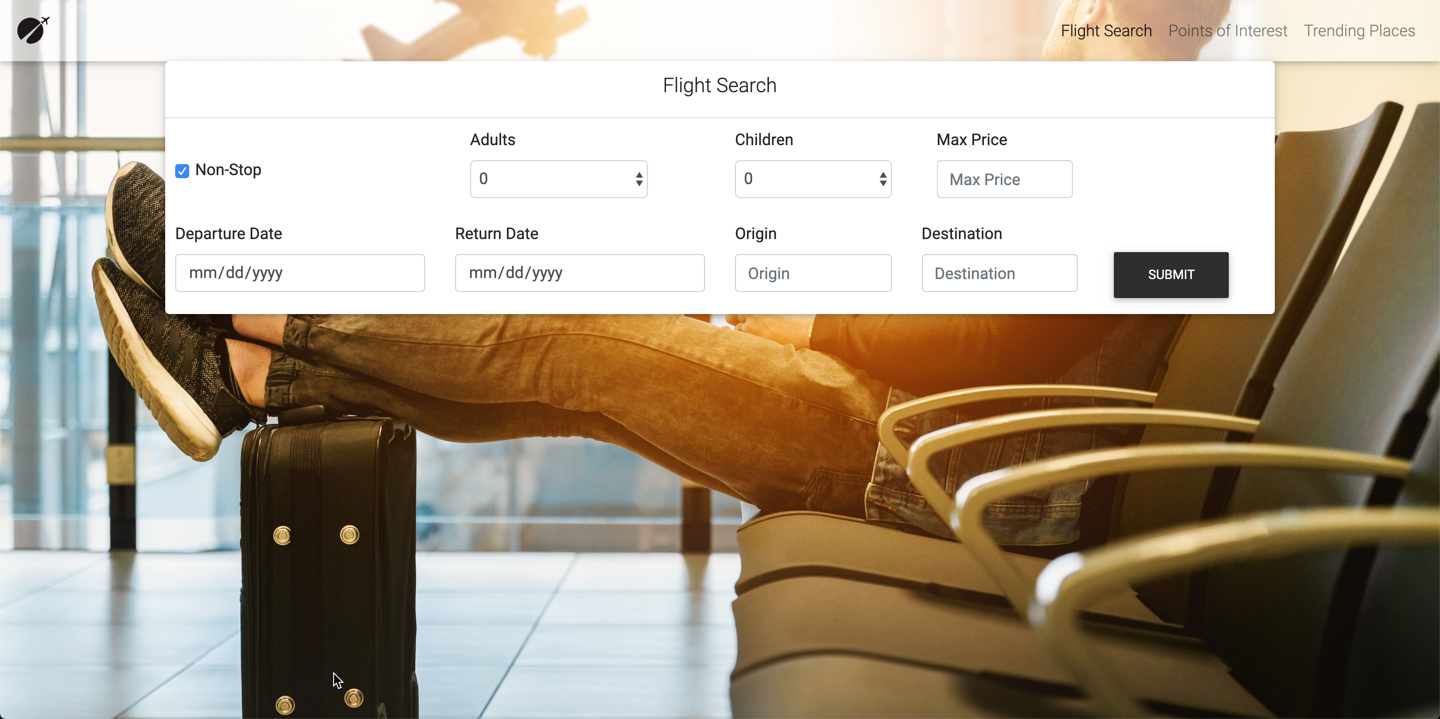 Flight Search Points of Interest Trending Places
Flight Search
Adults Children Max Price
Non-Stop 0 0 Max Price
Departure Date Return Date Origin Destination
mm/dd/yyyy mm/dd/yyyy Origin Destination SUBMIT